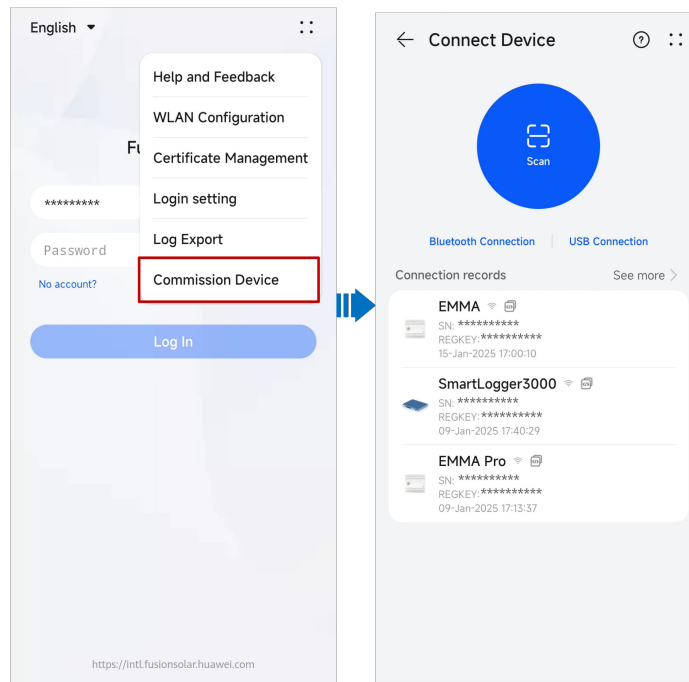 English
Help and Feedback
WLAN Configuration
Certificate Management
Login setting
Log Export
Commission Device
*********
Password
No account?
Log In
https://intl.fusionsolar.huawei.com
Connect Device
Scan
Bluetooth Connection
USB Connection
Connection records
See more
EMMA
SN: **********
REGKEY:**********
15-Jan-2025 17:00:10
SmartLogger3000
SN: **********
REGKEY:**********
09-Jan-2025 17:40:29
EMMA Pro
SN: **********
REGKEY:**********
09-Jan-2025 17:13:37